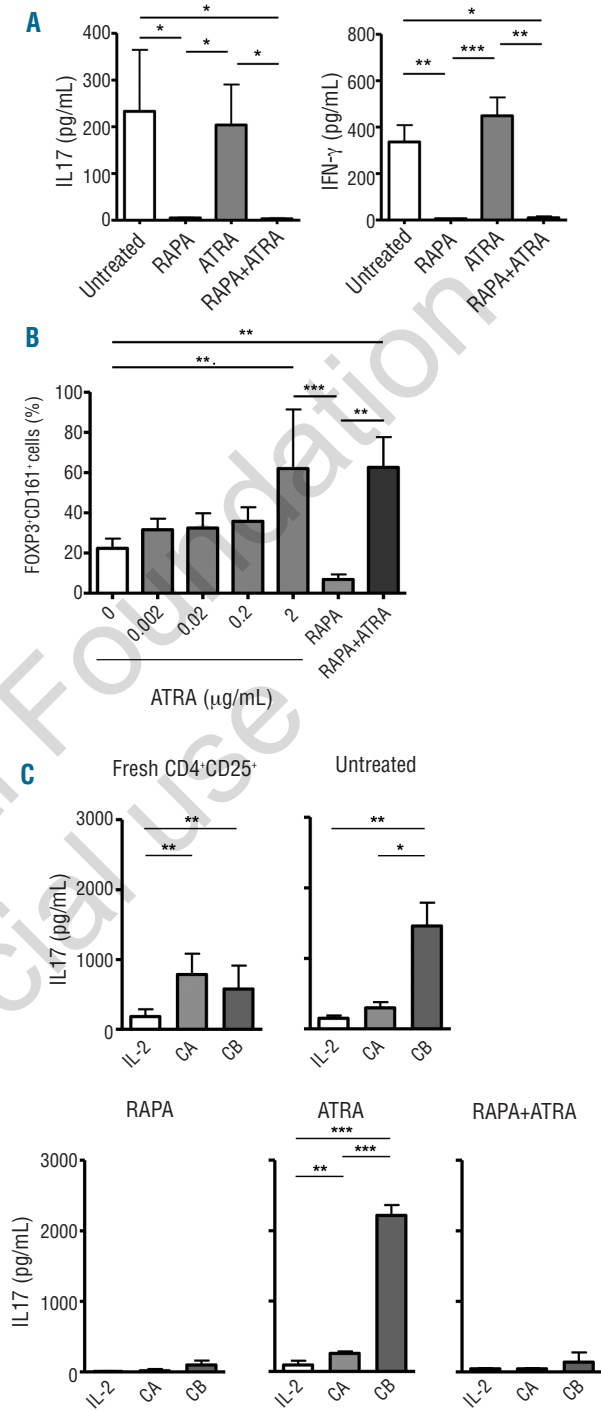 A
*
*
*
*
IL17 (pg/mL)
400
300
200
100
0
Untreated
RAPA
ATRA
RAPA+ATRA
*
**
***
**
IFN-γ (pg/mL)
800
600
400
200
0
Untreated
RAPA
ATRA
RAPA+ATRA
B
**
**.
***
**
FOXP3⁺CD161⁺cells (%)
100
80
60
40
20
0
0
0.002
0.02
0.2
2
RAPA
RAPA+ATRA
ATRA (μg/mL)
C
Fresh CD4⁺CD25⁺
Untreated
**
**
**
*
IL17 (pg/mL)
3000
2000
1000
0
IL-2
CA
CB
IL-2
CA
CB
RAPA
ATRA
RAPA+ATRA
***
**
***
IL17 (pg/mL)
3000
2000
1000
0
IL-2
CA
CB
IL-2
CA
CB
IL-2
CA
CB
Foundation
cial use